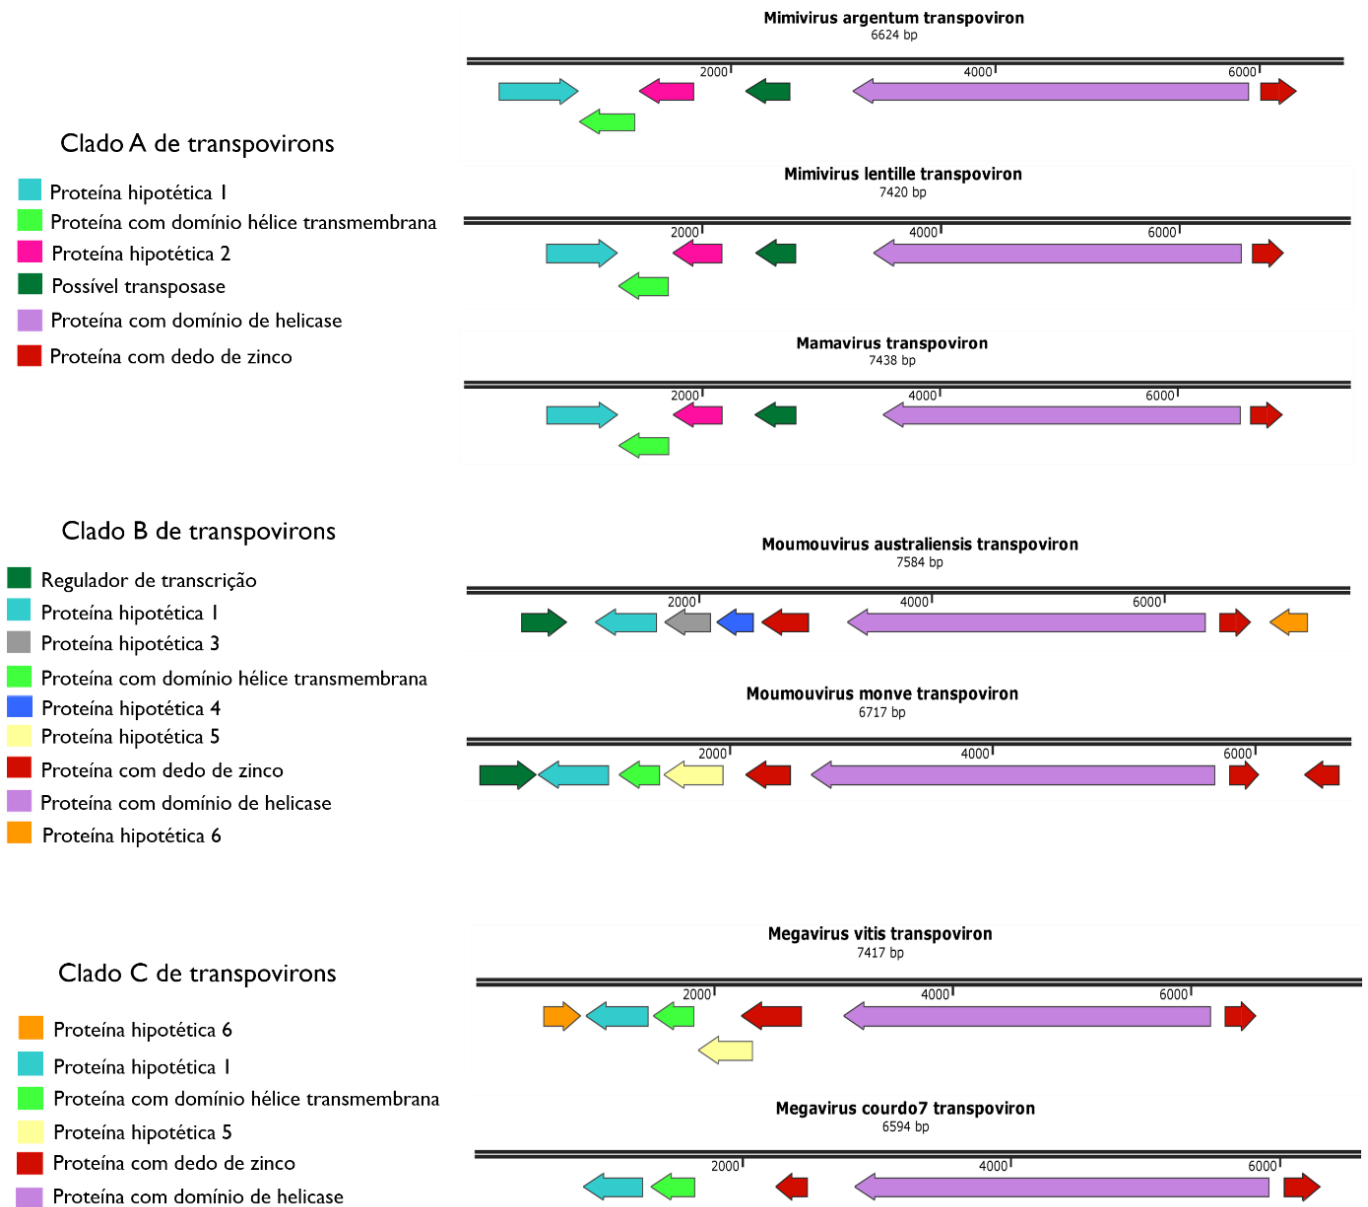 Mimivirus argentum transpoviron
6624 bp
2000 4000 6000
Clado A de transpovirons
Proteína hipotética 1
Proteína com domínio hélice transmembrana
Proteína hipotética 2
Possível transposase
Proteína com domínio de helicase
Proteína com dedo de zinco
Mimivirus lentille transpoviron
7420 bp
2000 4000 6000
Mamavirus transpoviron
7438 bp
2000 4000 6000
Clado B de transpovirons
Regulador de transcrição
Proteína hipotética 1
Proteína hipotética 3
Proteína com domínio hélice transmembrana
Proteína hipotética 4
Proteína hipotética 5
Proteína com dedo de zinco
Proteína com domínio de helicase
Proteína hipotética 6
Moumouvirus australiensis transpoviron
7584 bp
2000 4000 6000
Moumouvirus monve transpoviron
6717 bp
2000 4000 6000
Clado C de transpovirons
Proteína hipotética 6
Proteína hipotética 1
Proteína com domínio hélice transmembrana
Proteína hipotética 5
Proteína com dedo de zinco
Proteína com domínio de helicase
Megavirus vitis transpoviron
7417 bp
2000 4000 6000
Megavirus courdo7 transpoviron
6594 bp
2000 4000 6000